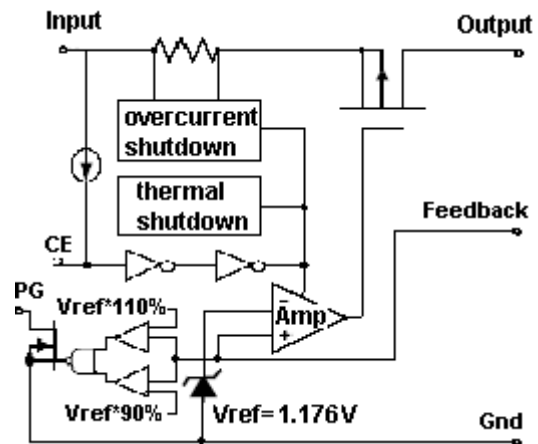 Input
Output
overcurrent
shutdown
thermal
shutdown
Feedback
CE
PG
Vref*110%
−
Amp
+
Vref*90%
Vref=1.176V
Gnd